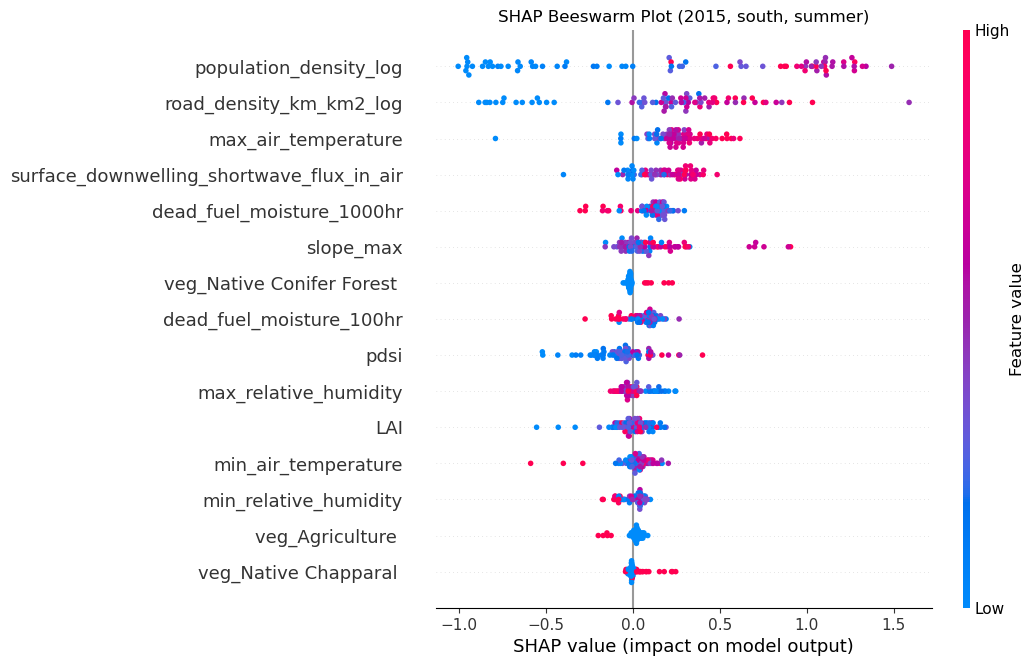 SHAP Beeswarm Plot (2015, south, summer)
High
population_density_log
road_density_km_km2_log
max_air_temperature
surface_downwelling_shortwave_flux_in_air
dead_fuel_moisture_1000hr
slope_max
veg_Native Conifer Forest
dead_fuel_moisture_100hr
pdsi
max_relative_humidity
LAI
min_air_temperature
min_relative_humidity
veg_Agriculture
veg_Native Chapparal
Feature value
Low
−1.0 −0.5 0.0 0.5 1.0 1.5
SHAP value (impact on model output)